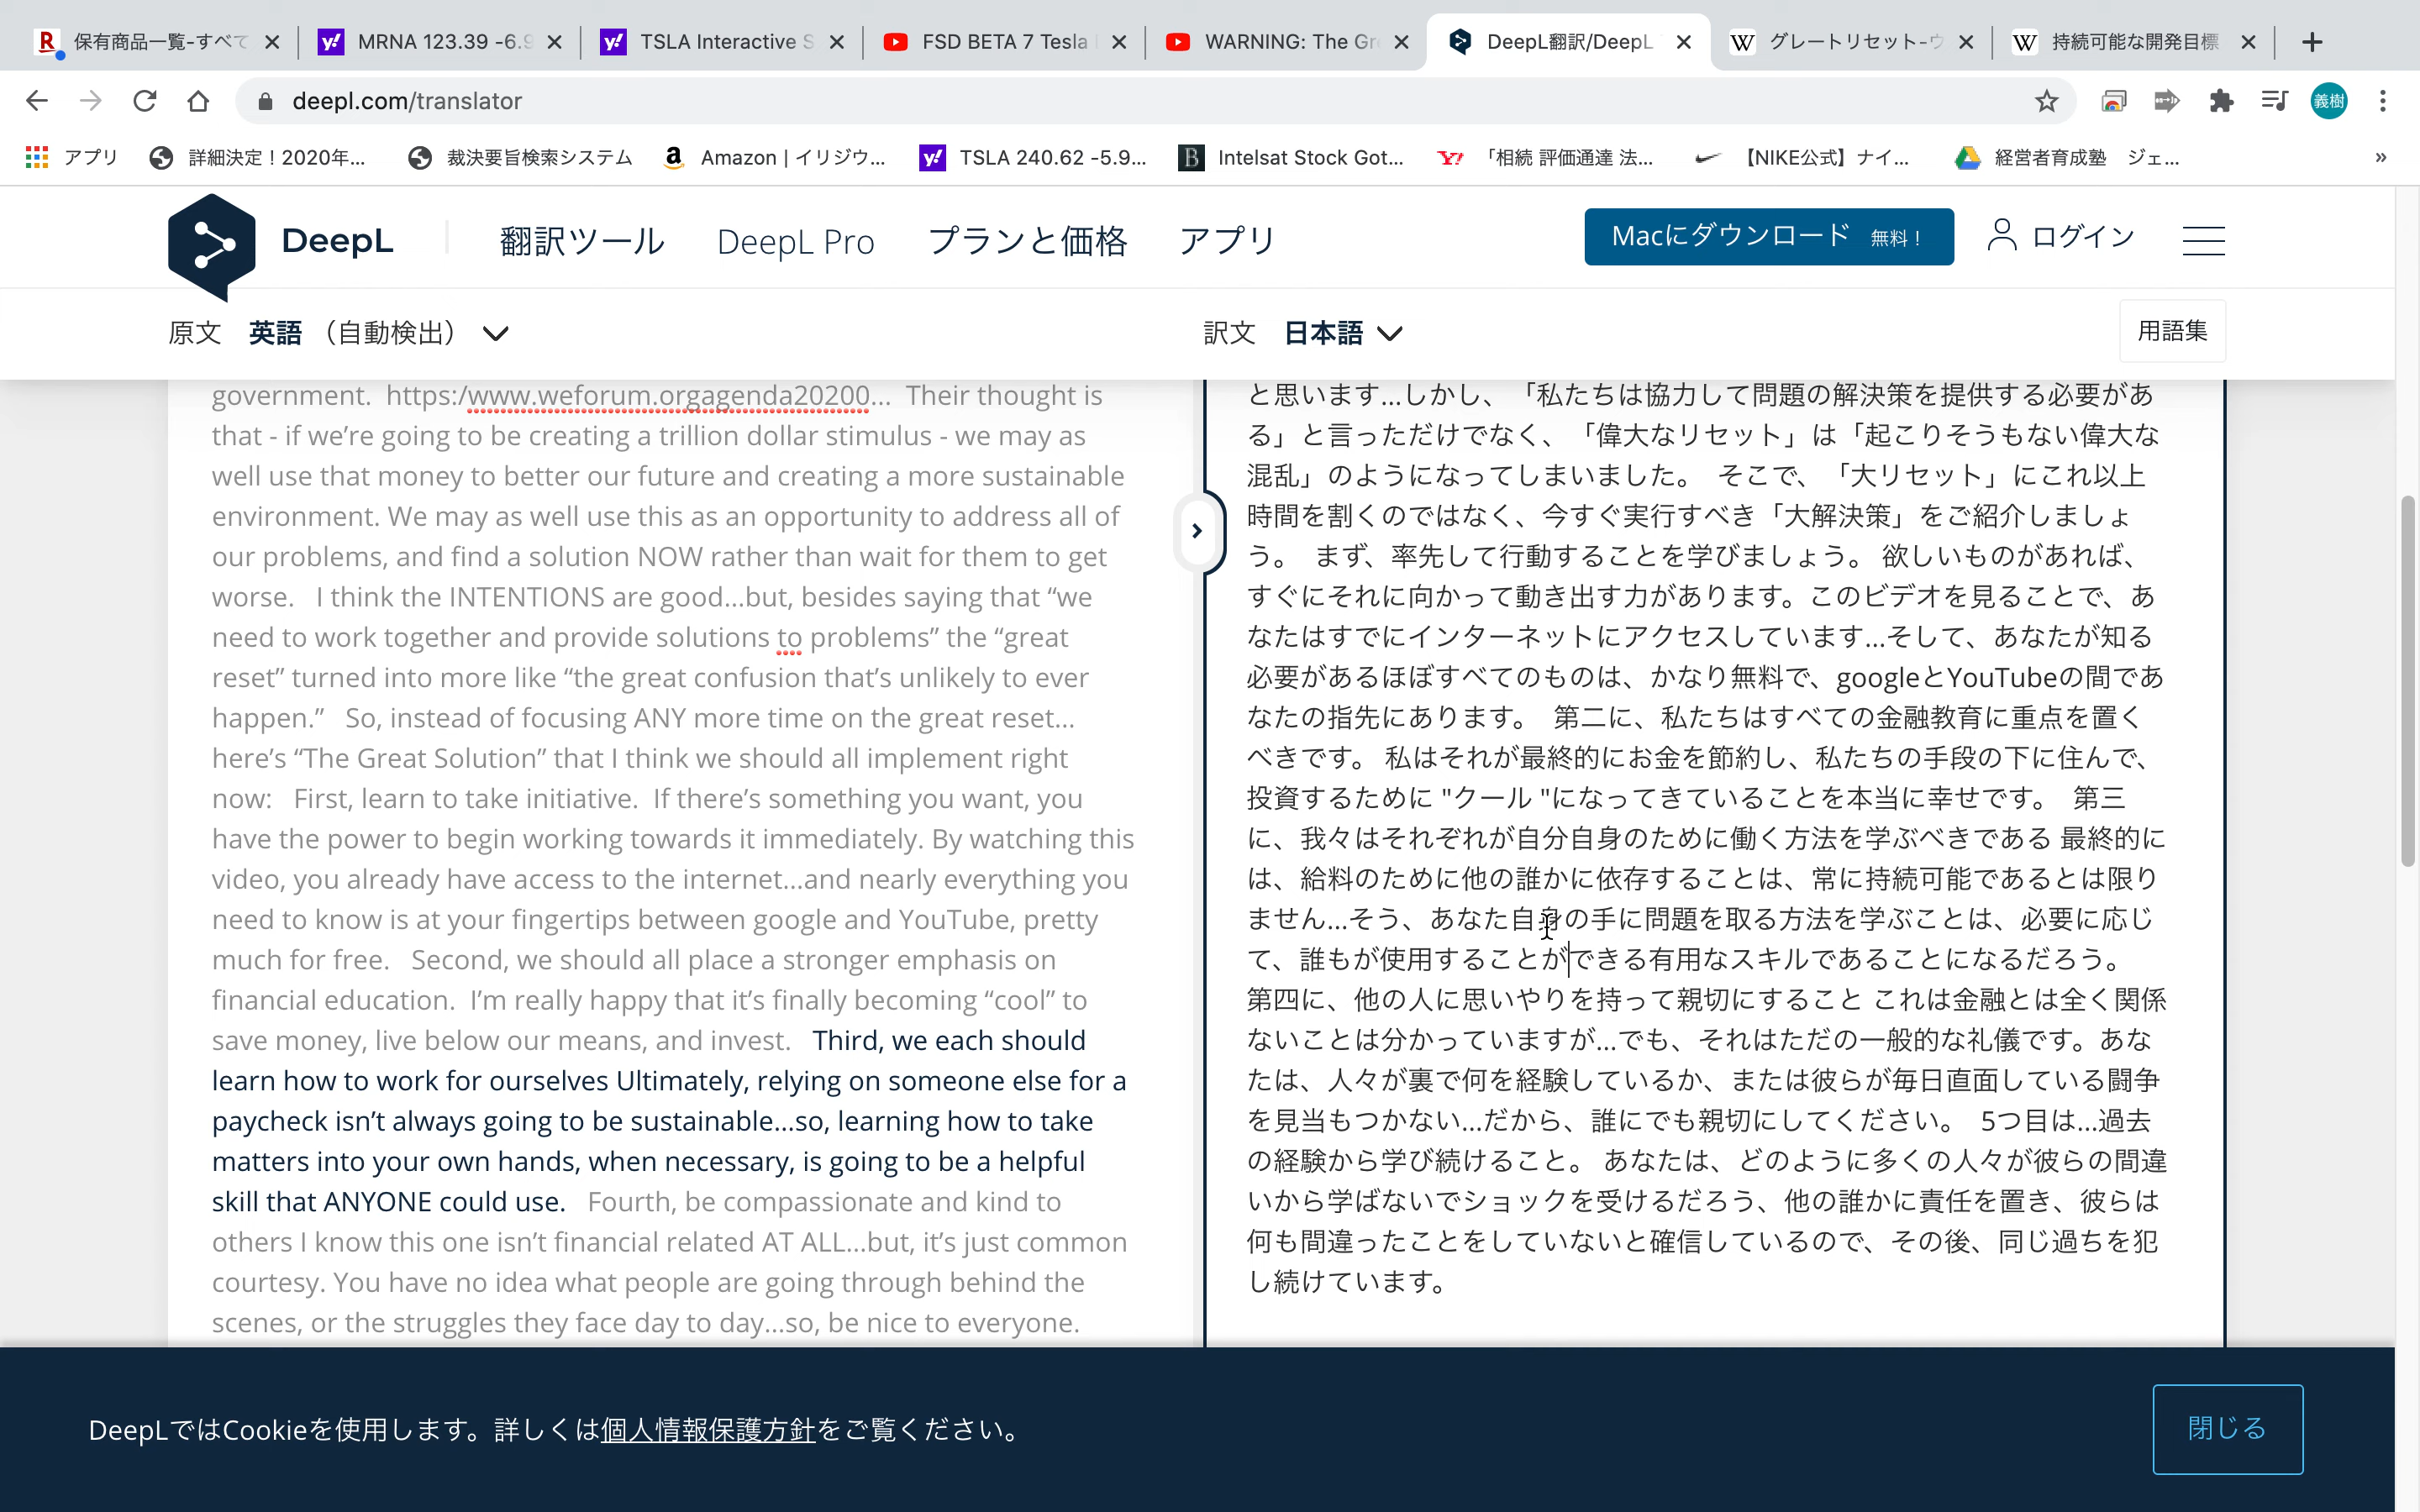 保有商品一覧-すべて
MRNA 123.39 -6.9
TSLA Interactive S
FSD BETA 7 Tesla
WARNING: The Gr
DeepL翻訳/DeepL
グレートリセット-ウ
持続可能な開発目標
deepl.com/translator
義樹
アプリ
詳細決定！2020年...
裁決要旨検索システム
Amazon | イリジウ...
TSLA 240.62 -5.9...
Intelsat Stock Got...
「相続 評価通達 法...
【NIKE公式】ナイ...
経営者育成塾 ジェ...
»
DeepL
翻訳ツール
DeepL Pro
プランと価格
アプリ
Macにダウンロード 無料！
ログイン
原文 英語 （自動検出）
訳文 日本語
用語集
government. https:/www.weforum.orgagenda20200... Their thought is
that - if we’re going to be creating a trillion dollar stimulus - we may as
well use that money to better our future and creating a more sustainable
environment. We may as well use this as an opportunity to address all of
our problems, and find a solution NOW rather than wait for them to get
worse. I think the INTENTIONS are good...but, besides saying that “we
need to work together and provide solutions to problems” the “great
reset” turned into more like “the great confusion that’s unlikely to ever
happen.” So, instead of focusing ANY more time on the great reset...
here’s “The Great Solution” that I think we should all implement right
now: First, learn to take initiative. If there’s something you want, you
have the power to begin working towards it immediately. By watching this
video, you already have access to the internet...and nearly everything you
need to know is at your fingertips between google and YouTube, pretty
much for free. Second, we should all place a stronger emphasis on
financial education. I’m really happy that it’s finally becoming “cool” to
save money, live below our means, and invest. Third, we each should
learn how to work for ourselves Ultimately, relying on someone else for a
paycheck isn’t always going to be sustainable...so, learning how to take
matters into your own hands, when necessary, is going to be a helpful
skill that ANYONE could use. Fourth, be compassionate and kind to
others I know this one isn’t financial related AT ALL...but, it’s just common
courtesy. You have no idea what people are going through behind the
scenes, or the struggles they face day to day...so, be nice to everyone.
と思います...しかし、「私たちは協力して問題の解決策を提供する必要があ
る」と言っただけでなく、「偉大なリセット」は「起こりそうもない偉大な
混乱」のようになってしまいました。 そこで、「大リセット」にこれ以上
時間を割くのではなく、今すぐ実行すべき「大解決策」をご紹介しましょ
う。 まず、率先して行動することを学びましょう。 欲しいものがあれば、
すぐにそれに向かって動き出す力があります。このビデオを見ることで、あ
なたはすでにインターネットにアクセスしています...そして、あなたが知る
必要があるほぼすべてのものは、かなり無料で、googleとYouTubeの間であ
なたの指先にあります。 第二に、私たちはすべての金融教育に重点を置く
べきです。 私はそれが最終的にお金を節約し、私たちの手段の下に住んで、
投資するために "クール "になってきていることを本当に幸せです。 第三
に、我々はそれぞれが自分自身のために働く方法を学ぶべきである 最終的に
は、給料のために他の誰かに依存することは、常に持続可能であるとは限り
ません...そう、あなた自身の手に問題を取る方法を学ぶことは、必要に応じ
て、誰もが使用することができる有用なスキルであることになるだろう。
第四に、他の人に思いやりを持って親切にすること これは金融とは全く関係
ないことは分かっていますが...でも、それはただの一般的な礼儀です。あな
たは、人々が裏で何を経験しているか、または彼らが毎日直面している闘争
を見当もつかない...だから、誰にでも親切にしてください。 5つ目は...過去
の経験から学び続けること。 あなたは、どのように多くの人々が彼らの間違
いから学ばないでショックを受けるだろう、他の誰かに責任を置き、彼らは
何も間違ったことをしていないと確信しているので、その後、同じ過ちを犯
し続けています。
DeepLではCookieを使用します。詳しくは個人情報保護方針をご覧ください。
閉じる